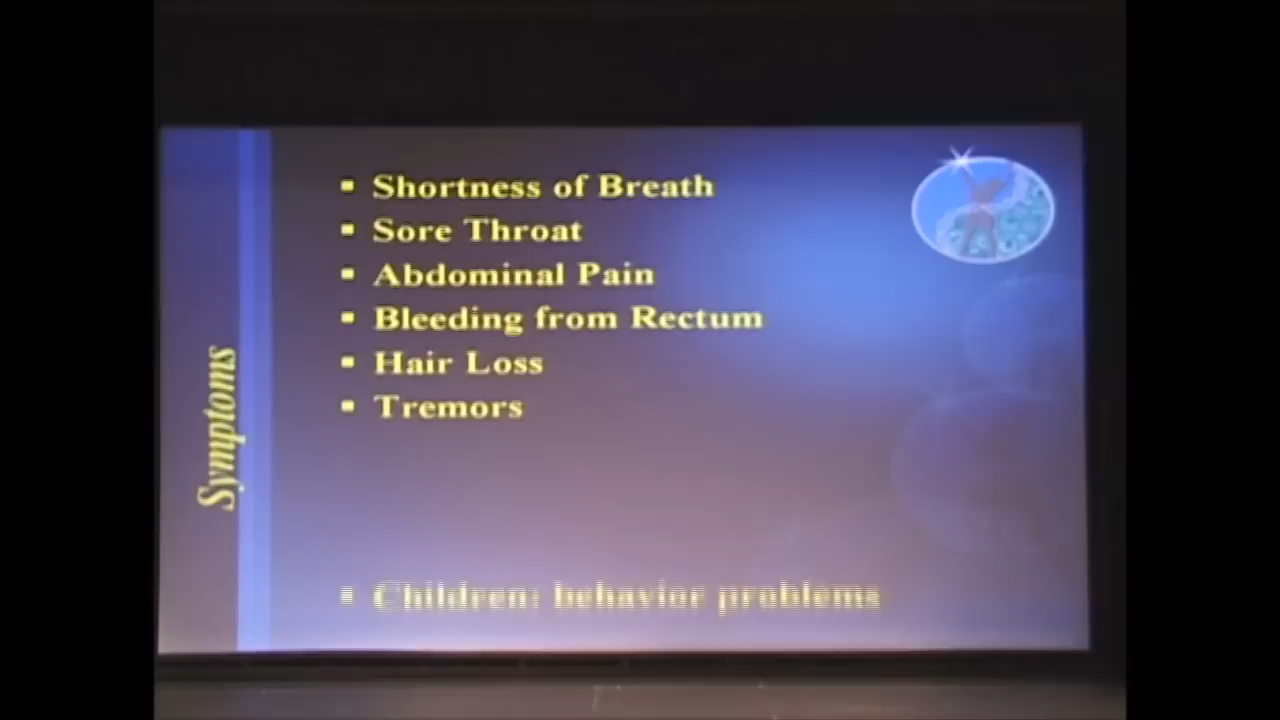 Symptoms
▪ Shortness of Breath
▪ Sore Throat
▪ Abdominal Pain
▪ Bleeding from Rectum
▪ Hair Loss
▪ Tremors
▪ Children: behavior problems